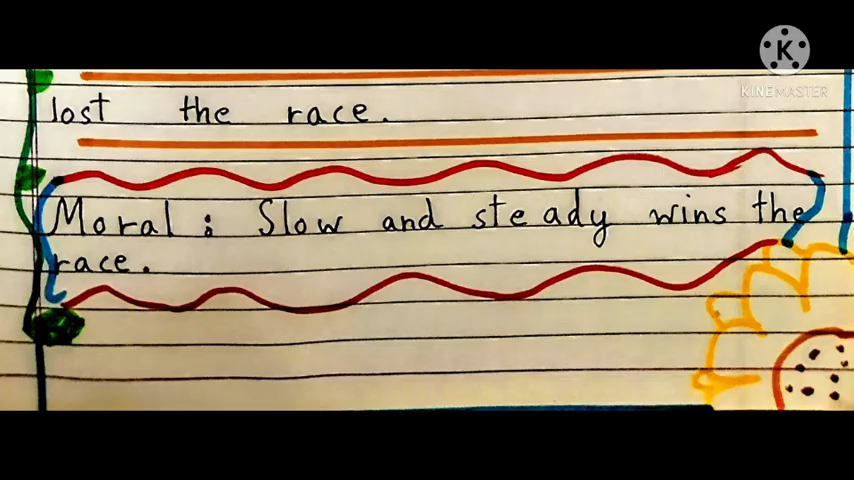 K
KINEMASTER
lost the race.
Moral : Slow and steady wins the
race.